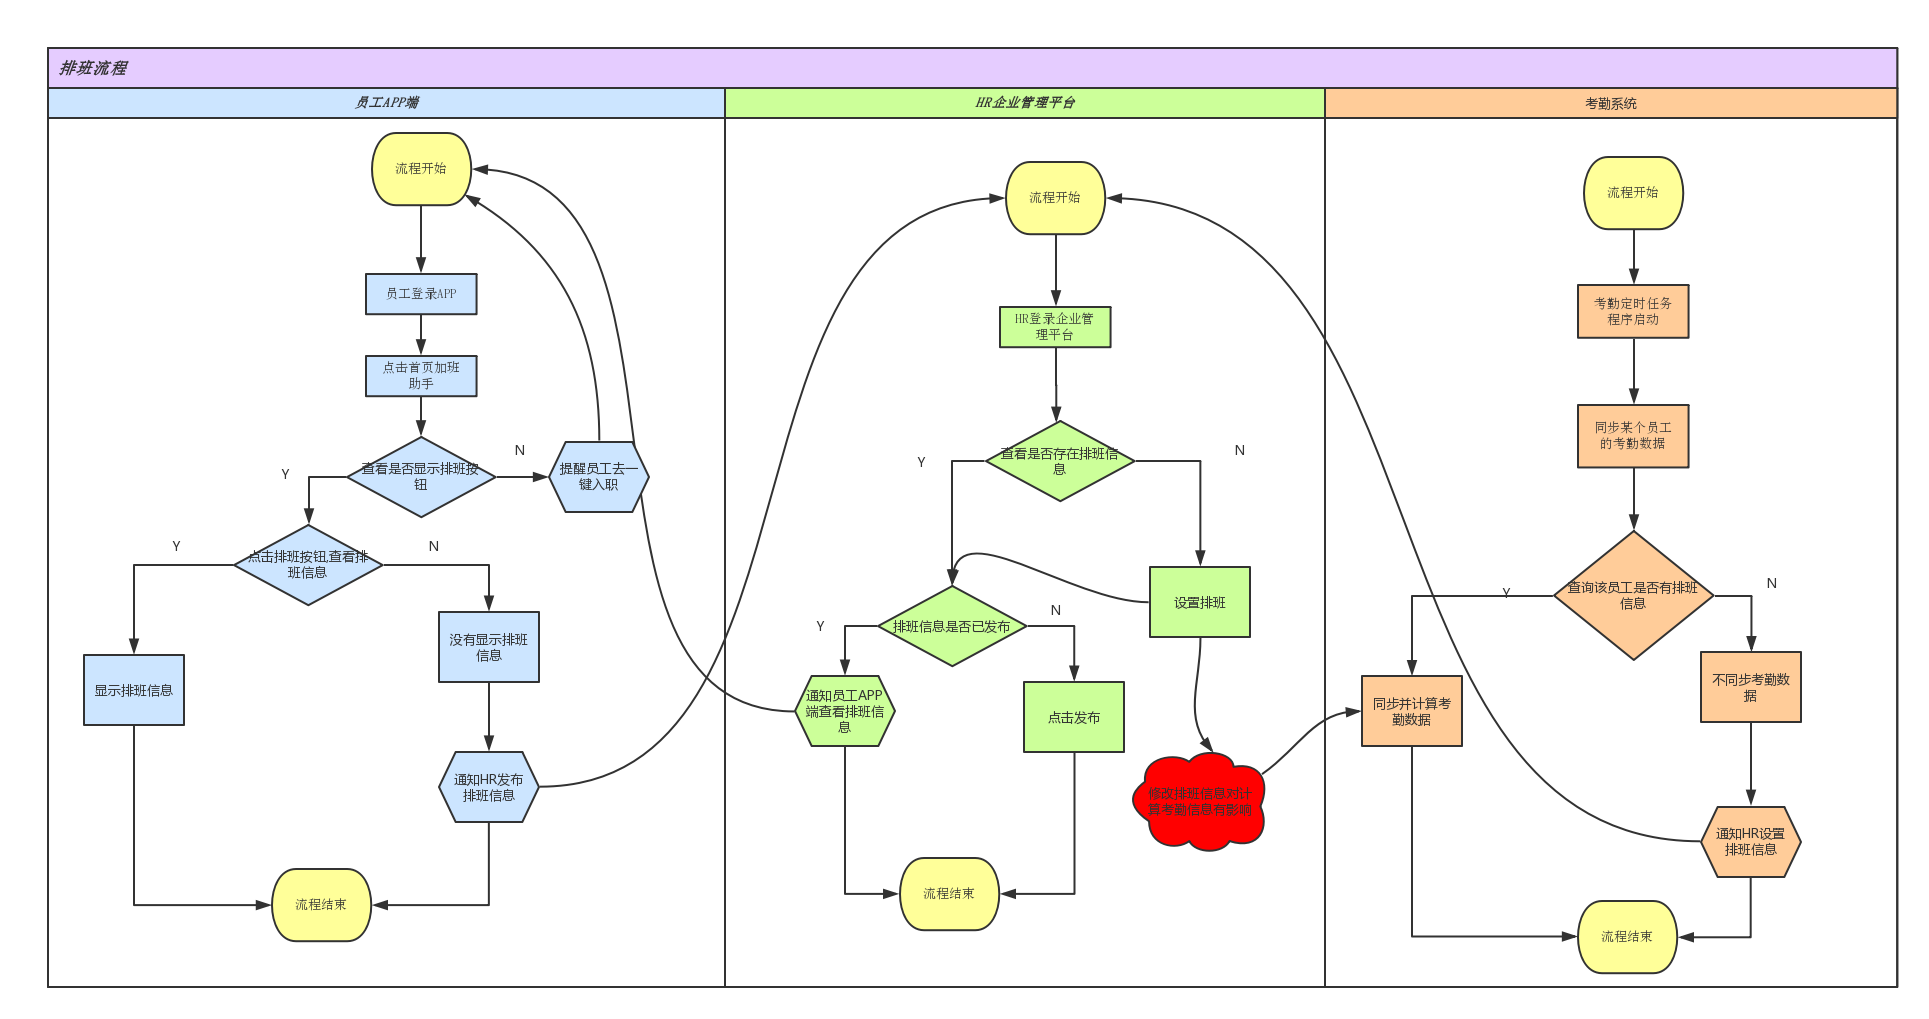 排班流程
员工APP端
HR企业管理平台
考勤系统
流程开始
员工登录APP
点击首页加班
助手
查看是否显示排班按
钮
Y
N
提醒员工去一
键入职
点击排班按钮,查看排
班信息
Y
N
显示排班信息
没有显示排班
信息
通知HR发布
排班信息
流程结束
流程开始
HR登录企业管
理平台
查看是否存在排班信
息
Y
N
设置排班
排班信息是否已发布
Y
N
通知员工APP
端查看排班信
息
点击发布
修改排班信息对计
算考勤信息有影响
流程结束
流程开始
考勤定时任务
程序启动
同步某个员工
的考勤数据
查询该员工是否有排班
信息
Y
N
同步并计算考
勤数据
不同步考勤数
据
通知HR设置
排班信息
流程结束